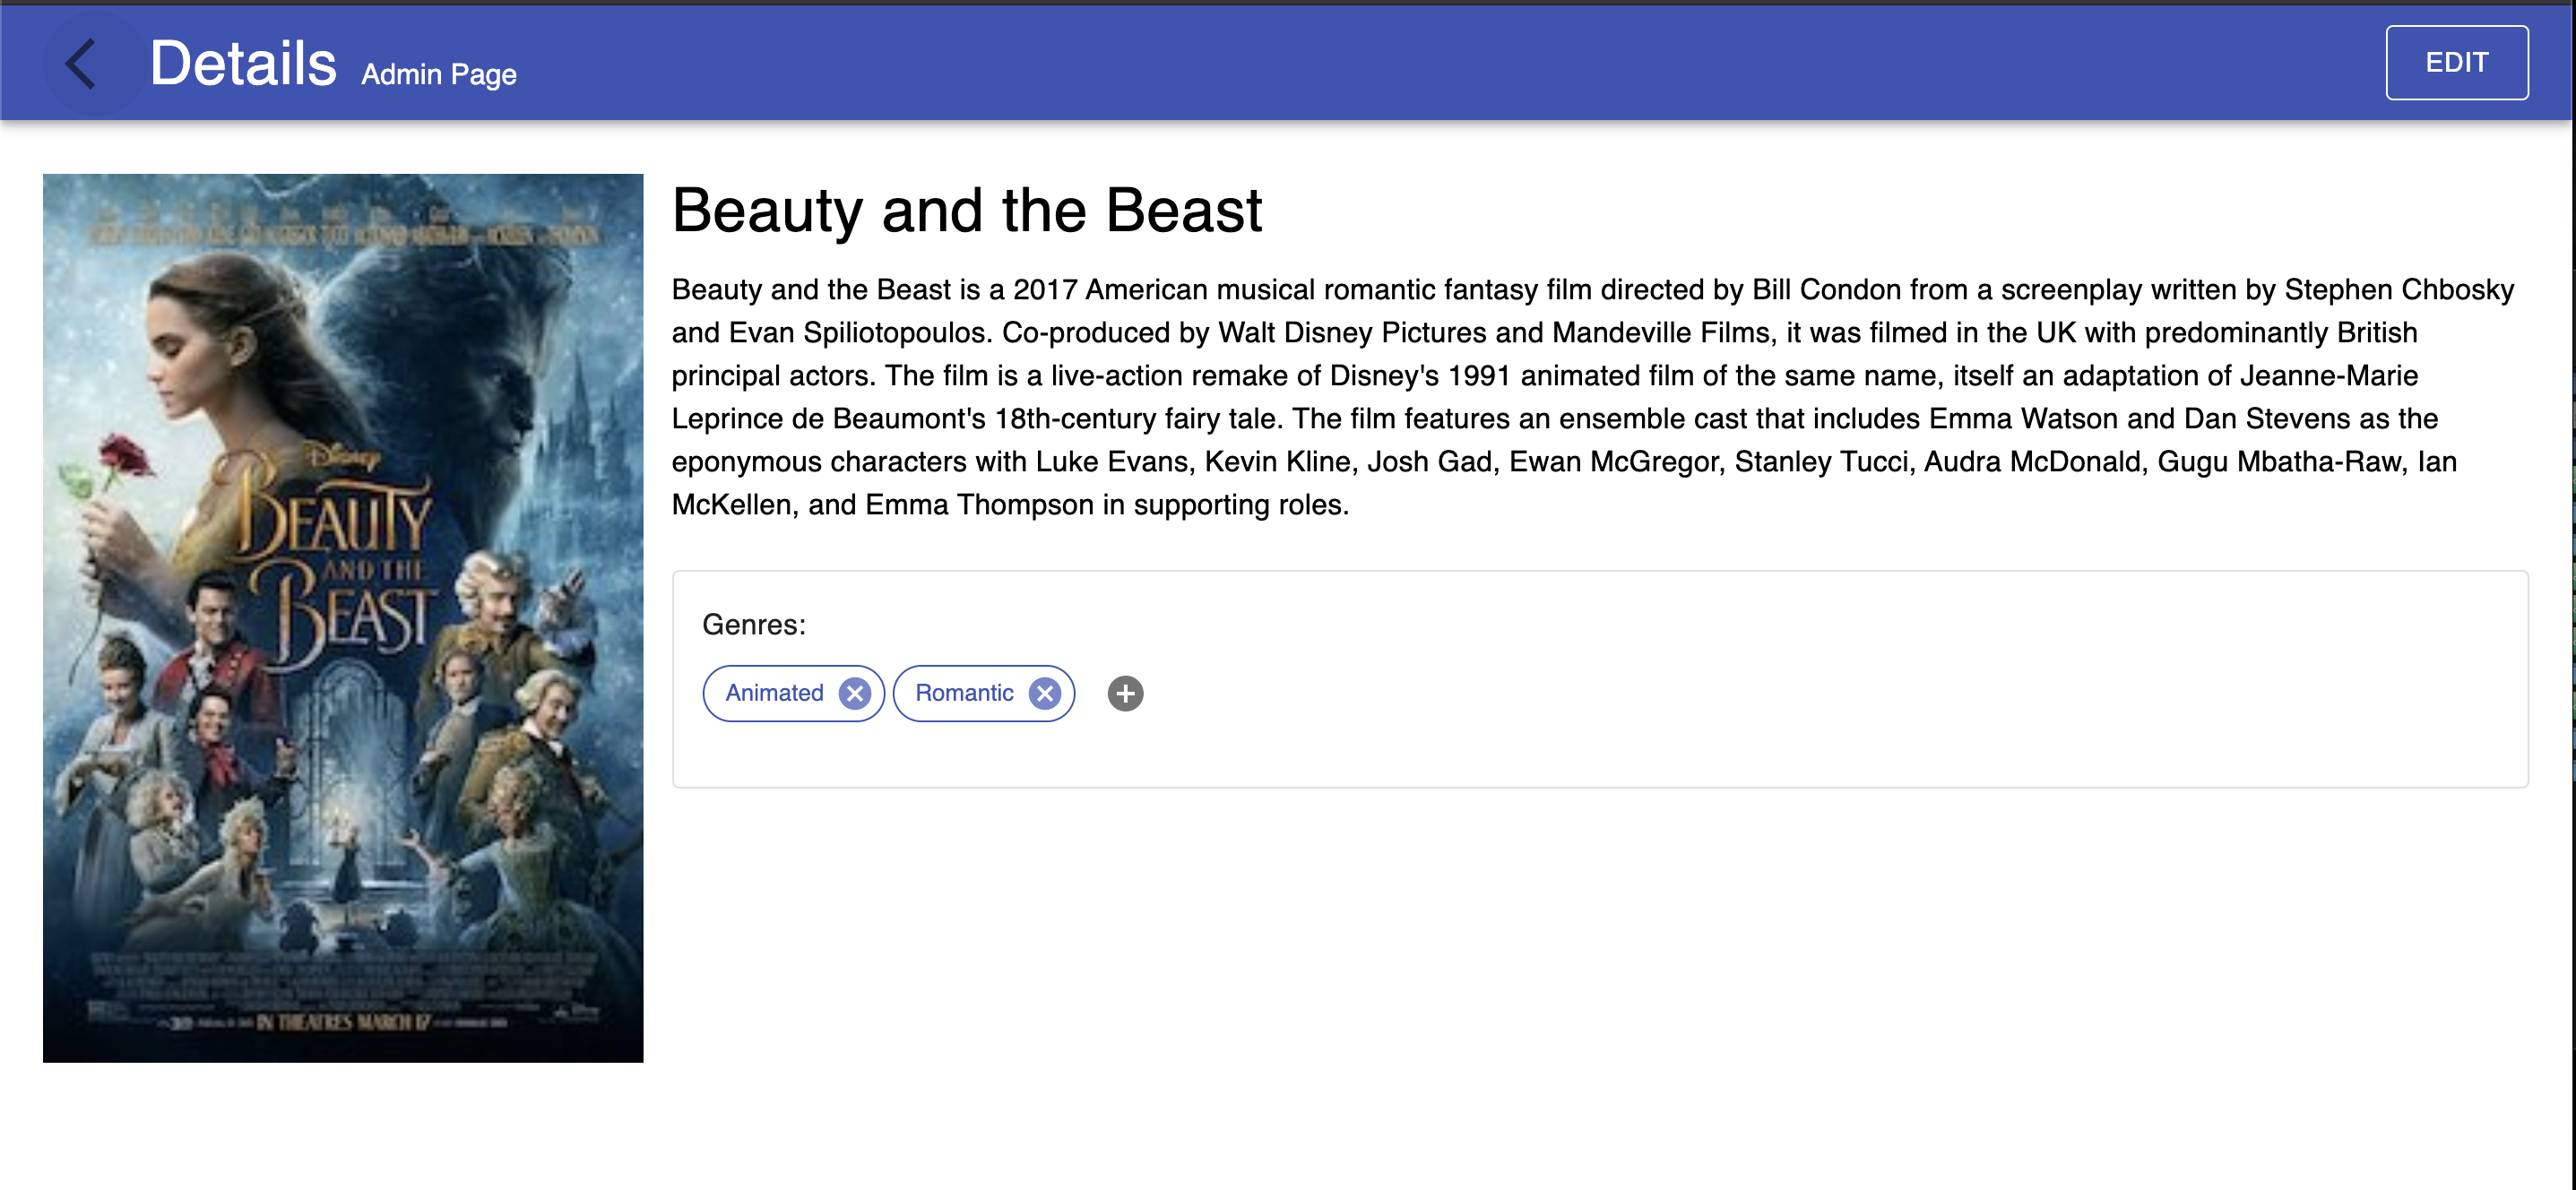 Details Admin Page
EDIT
Beauty and the Beast
Beauty and the Beast is a 2017 American musical romantic fantasy film directed by Bill Condon from a screenplay written by Stephen Chbosky
and Evan Spiliotopoulos. Co-produced by Walt Disney Pictures and Mandeville Films, it was filmed in the UK with predominantly British
principal actors. The film is a live-action remake of Disney's 1991 animated film of the same name, itself an adaptation of Jeanne-Marie
Leprince de Beaumont's 18th-century fairy tale. The film features an ensemble cast that includes Emma Watson and Dan Stevens as the
eponymous characters with Luke Evans, Kevin Kline, Josh Gad, Ewan McGregor, Stanley Tucci, Audra McDonald, Gugu Mbatha-Raw, Ian
McKellen, and Emma Thompson in supporting roles.
Genres:
Animated Romantic
Disney
BEAUTY
AND THE
BEAST
IN THEATRES MARCH 17